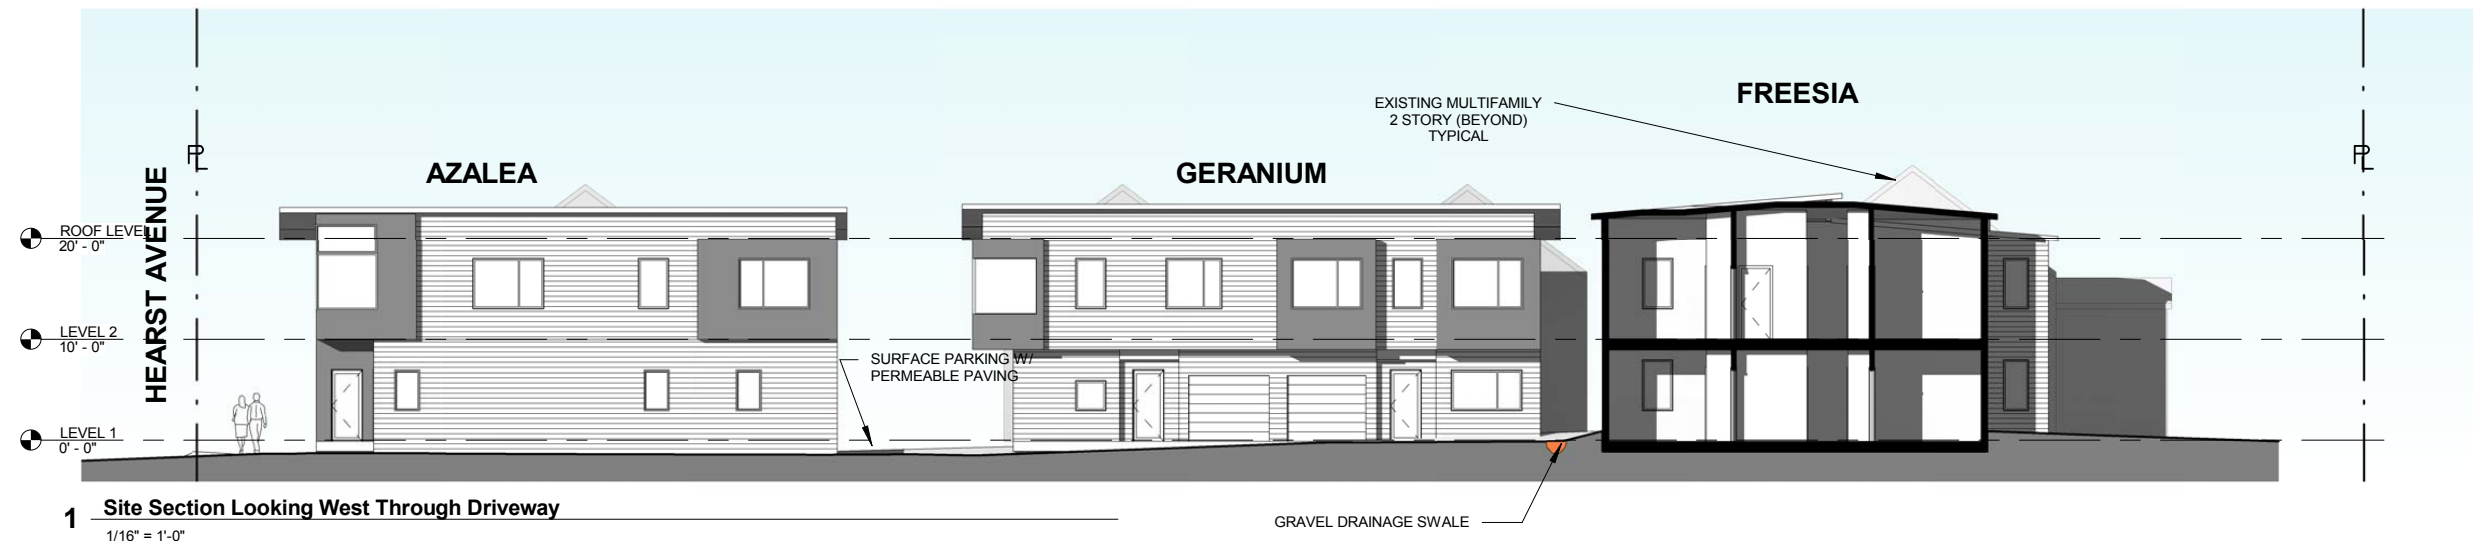 FREESIA
EXISTING MULTIFAMILY
2 STORY (BEYOND)
TYPICAL
PL
PL
AZALEA
GERANIUM
HEARST AVENUE
ROOF LEVEL
20' - 0"
LEVEL 2
10' - 0"
SURFACE PARKING W/
PERMEABLE PAVING
LEVEL 1
0' - 0"
1 Site Section Looking West Through Driveway
1/16" = 1'-0"
GRAVEL DRAINAGE SWALE